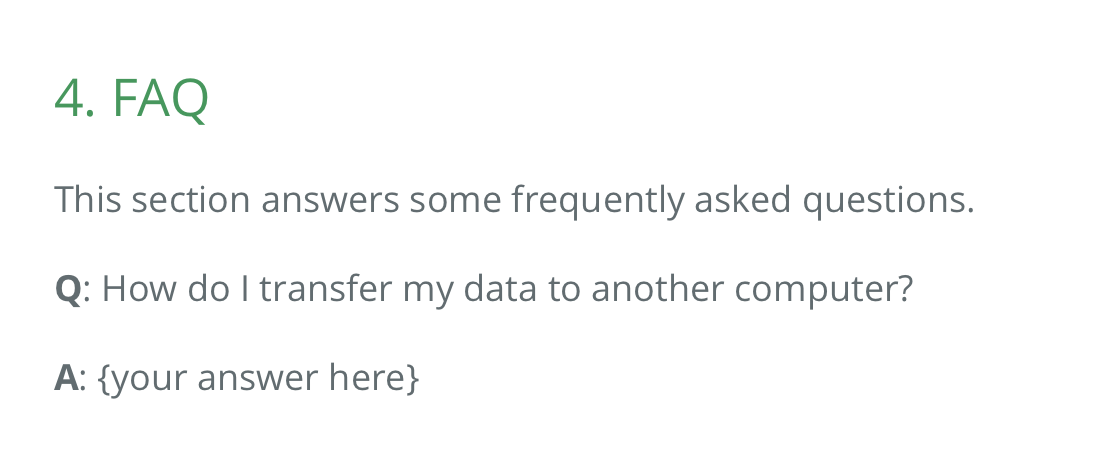 4. FAQ
This section answers some frequently asked questions.
Q: How do I transfer my data to another computer?
A: {your answer here}